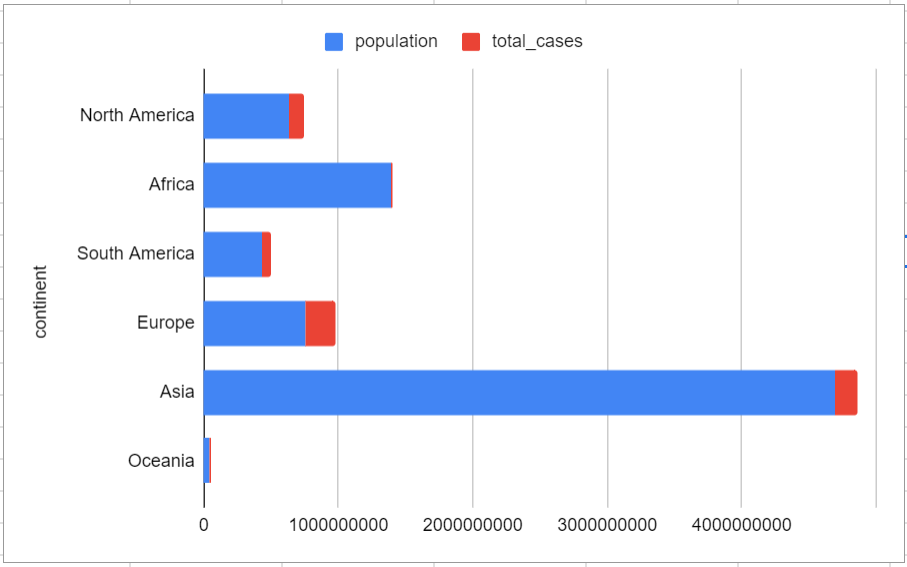 population total_cases
North America
Africa
South America
Europe
Asia
Oceania
continent
0 1000000000 2000000000 3000000000 4000000000